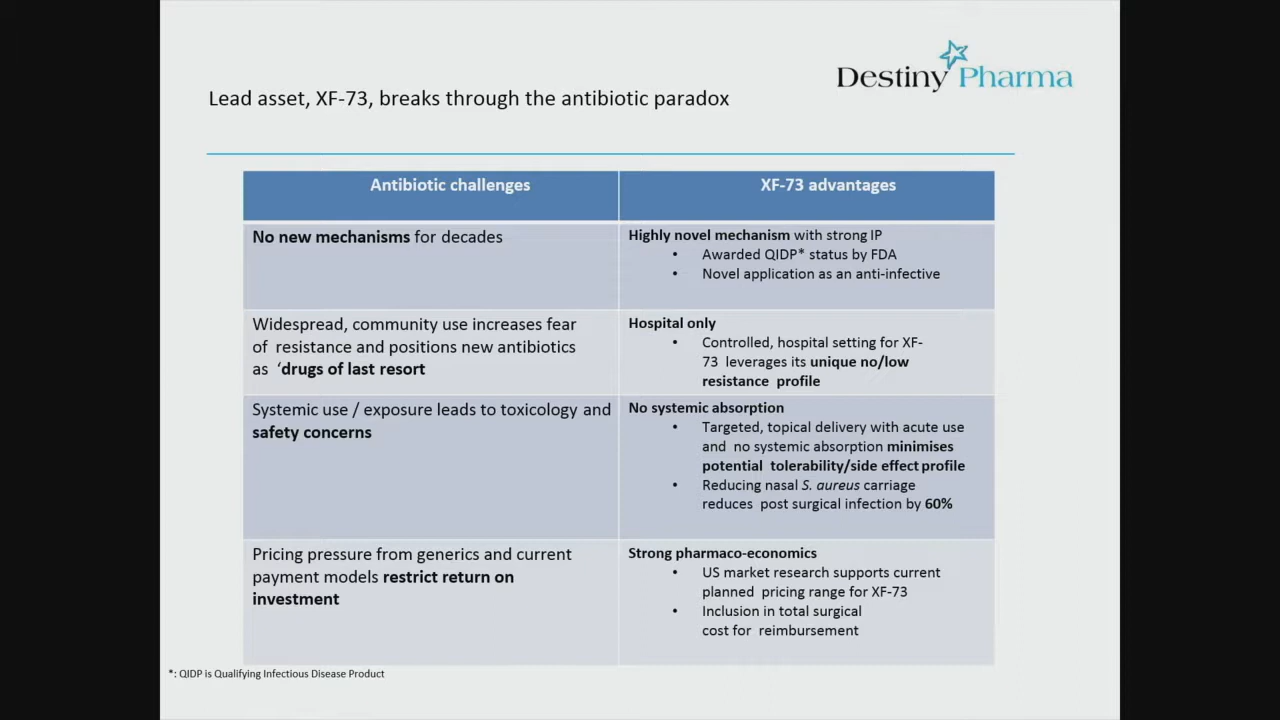 Destiny Pharma
Lead asset, XF-73, breaks through the antibiotic paradox
Antibiotic challenges
XF-73 advantages
No new mechanisms for decades
Highly novel mechanism with strong IP
• Awarded QIDP* status by FDA
• Novel application as an anti-infective
Widespread, community use increases fear
of resistance and positions new antibiotics
as ‘drugs of last resort
Hospital only
• Controlled, hospital setting for XF-
73 leverages its unique no/low
resistance profile
Systemic use / exposure leads to toxicology and
safety concerns
No systemic absorption
• Targeted, topical delivery with acute use
and no systemic absorption minimises
potential tolerability/side effect profile
• Reducing nasal S. aureus carriage
reduces post surgical infection by 60%
Pricing pressure from generics and current
payment models restrict return on
investment
Strong pharmaco-economics
• US market research supports current
planned pricing range for XF-73
• Inclusion in total surgical
cost for reimbursement
*: QIDP is Qualifying Infectious Disease Product